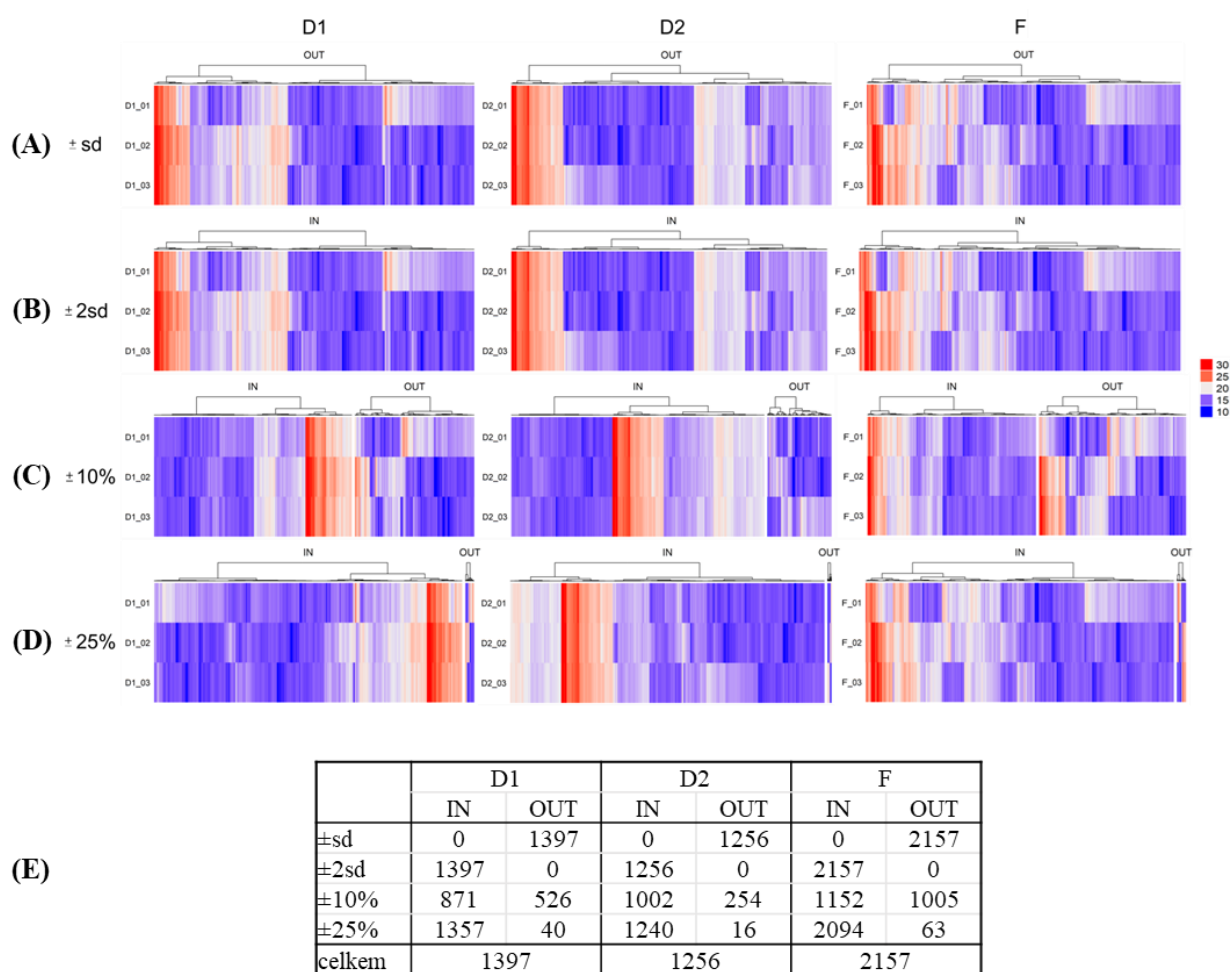 D1 D2 F
OUT OUT OUT
(A) ± sd
D1_01 D2_01 F_01
D1_02 D2_02 F_02
D1_03 D2_03 F_03
IN IN IN
(B) ± 2sd
D1_01 D2_01 F_01
D1_02 D2_02 F_02
D1_03 D2_03 F_03
30
25
20
15
10
IN OUT IN OUT IN OUT
(C) ± 10%
D1_01 D2_01 F_01
D1_02 D2_02 F_02
D1_03 D2_03 F_03
IN OUT IN OUT IN OUT
(D) ± 25%
D1_01 D2_01 F_01
D1_02 D2_02 F_02
D1_03 D2_03 F_03
(E)
D1 D2 F
IN OUT IN OUT IN OUT
±sd 0 1397 0 1256 0 2157
±2sd 1397 0 1256 0 2157 0
±10% 871 526 1002 254 1152 1005
±25% 1357 40 1240 16 2094 63
celkem 1397 1256 2157